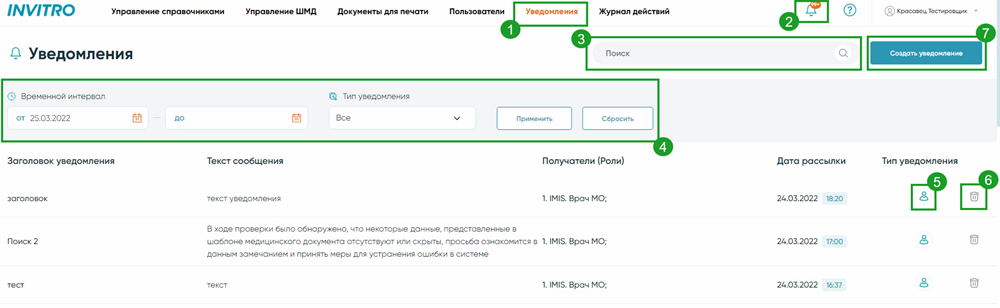 INVITRO Управление справочниками Управление ШМД Документы для печати Пользователи Уведомления Журнал действий 99+ ? Красовец Тестировщик
1 2 3 7
Уведомления Поиск Создать уведомление
Временной интервал Тип уведомления
от 25.03.2022 до Все Применить Сбросить
4
Заголовок уведомления Текст сообщения Получатели (Роли) Дата рассылки Тип уведомления
5 6
заголовок текст уведомления 1. IMIS. Врач МО; 24.03.2022 18:20
В ходе проверки было обнаружено, что некоторые данные, представленные в
Поиск 2 шаблоне медицинского документа отсутствуют или скрыты, просьба ознакомится в 1. IMIS. Врач МО; 24.03.2022 17:00
данным замечанием и принять меры для устранения ошибки в системе
тест текст 1. IMIS. Врач МО; 24.03.2022 16:37